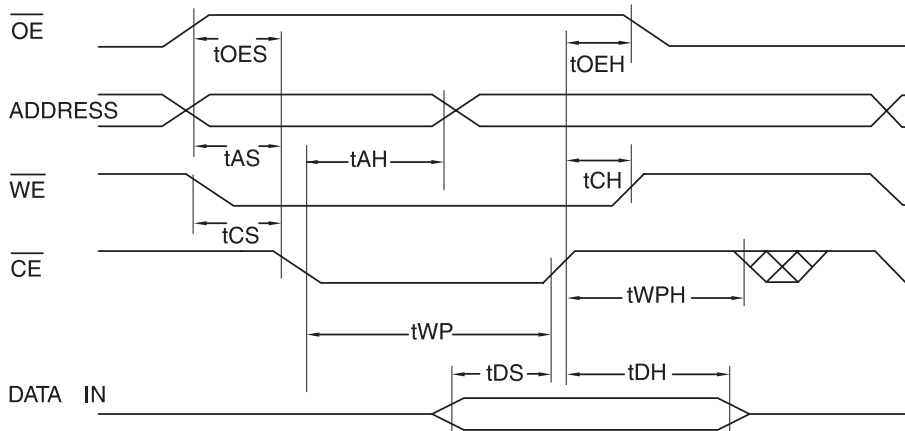 OE
tOES
tOEH
ADDRESS
tAS
tAH
WE
tCH
tCS
CE
tWPH
tWP
tDS
tDH
DATA IN